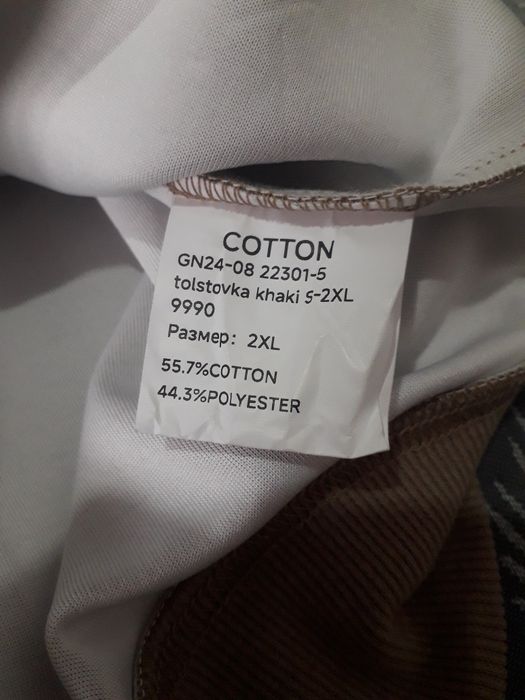 COTTON
GN24-08 22301-5
tolstovka khaki S-2XL
9990
Размер: 2XL
55.7%COTTON
44.3%POLYESTER